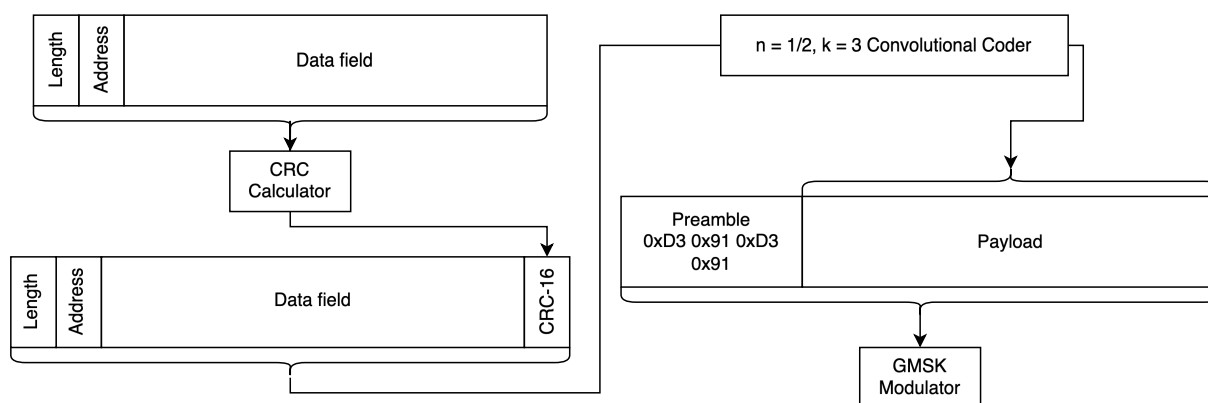 Length
Address
Data field
CRC
Calculator
Length
Address
Data field
CRC-16
n = 1/2, k = 3 Convolutional Coder
Preamble
0xD3 0x91 0xD3
0x91
Payload
GMSK
Modulator